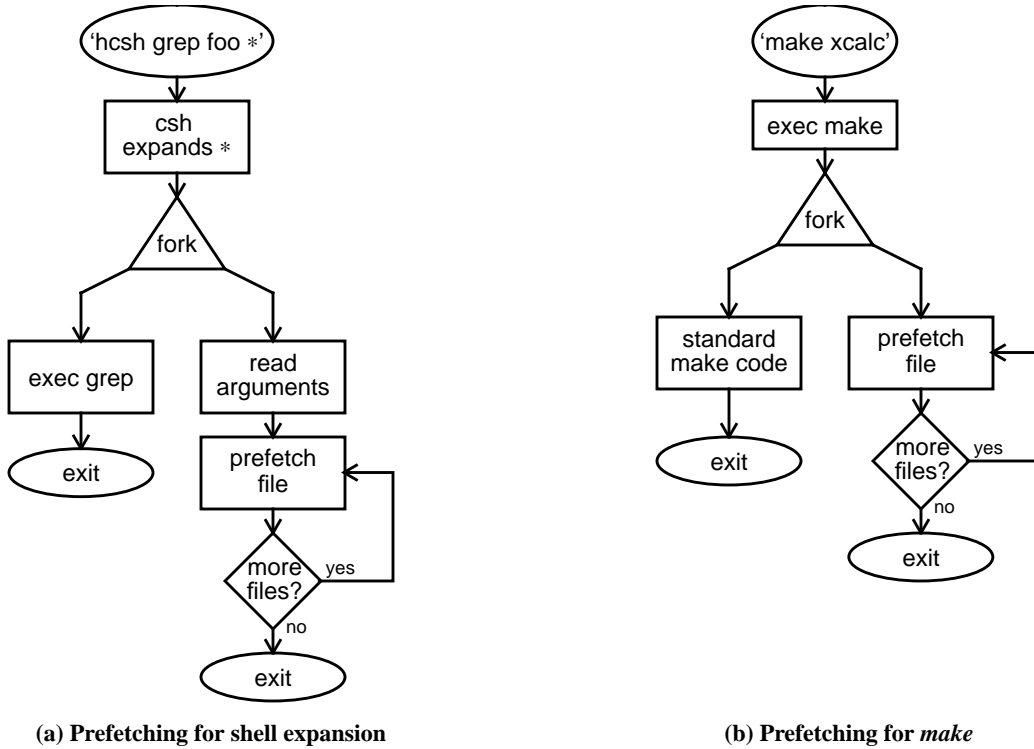 ‘hcsh grep foo *’
csh
expands *
fork
exec grep
exit
read
arguments
prefetch
file
more
files?
yes
no
exit
(a) Prefetching for shell expansion
‘make xcalc’
exec make
fork
standard
make code
exit
prefetch
file
more
files?
yes
no
exit
(b) Prefetching for make